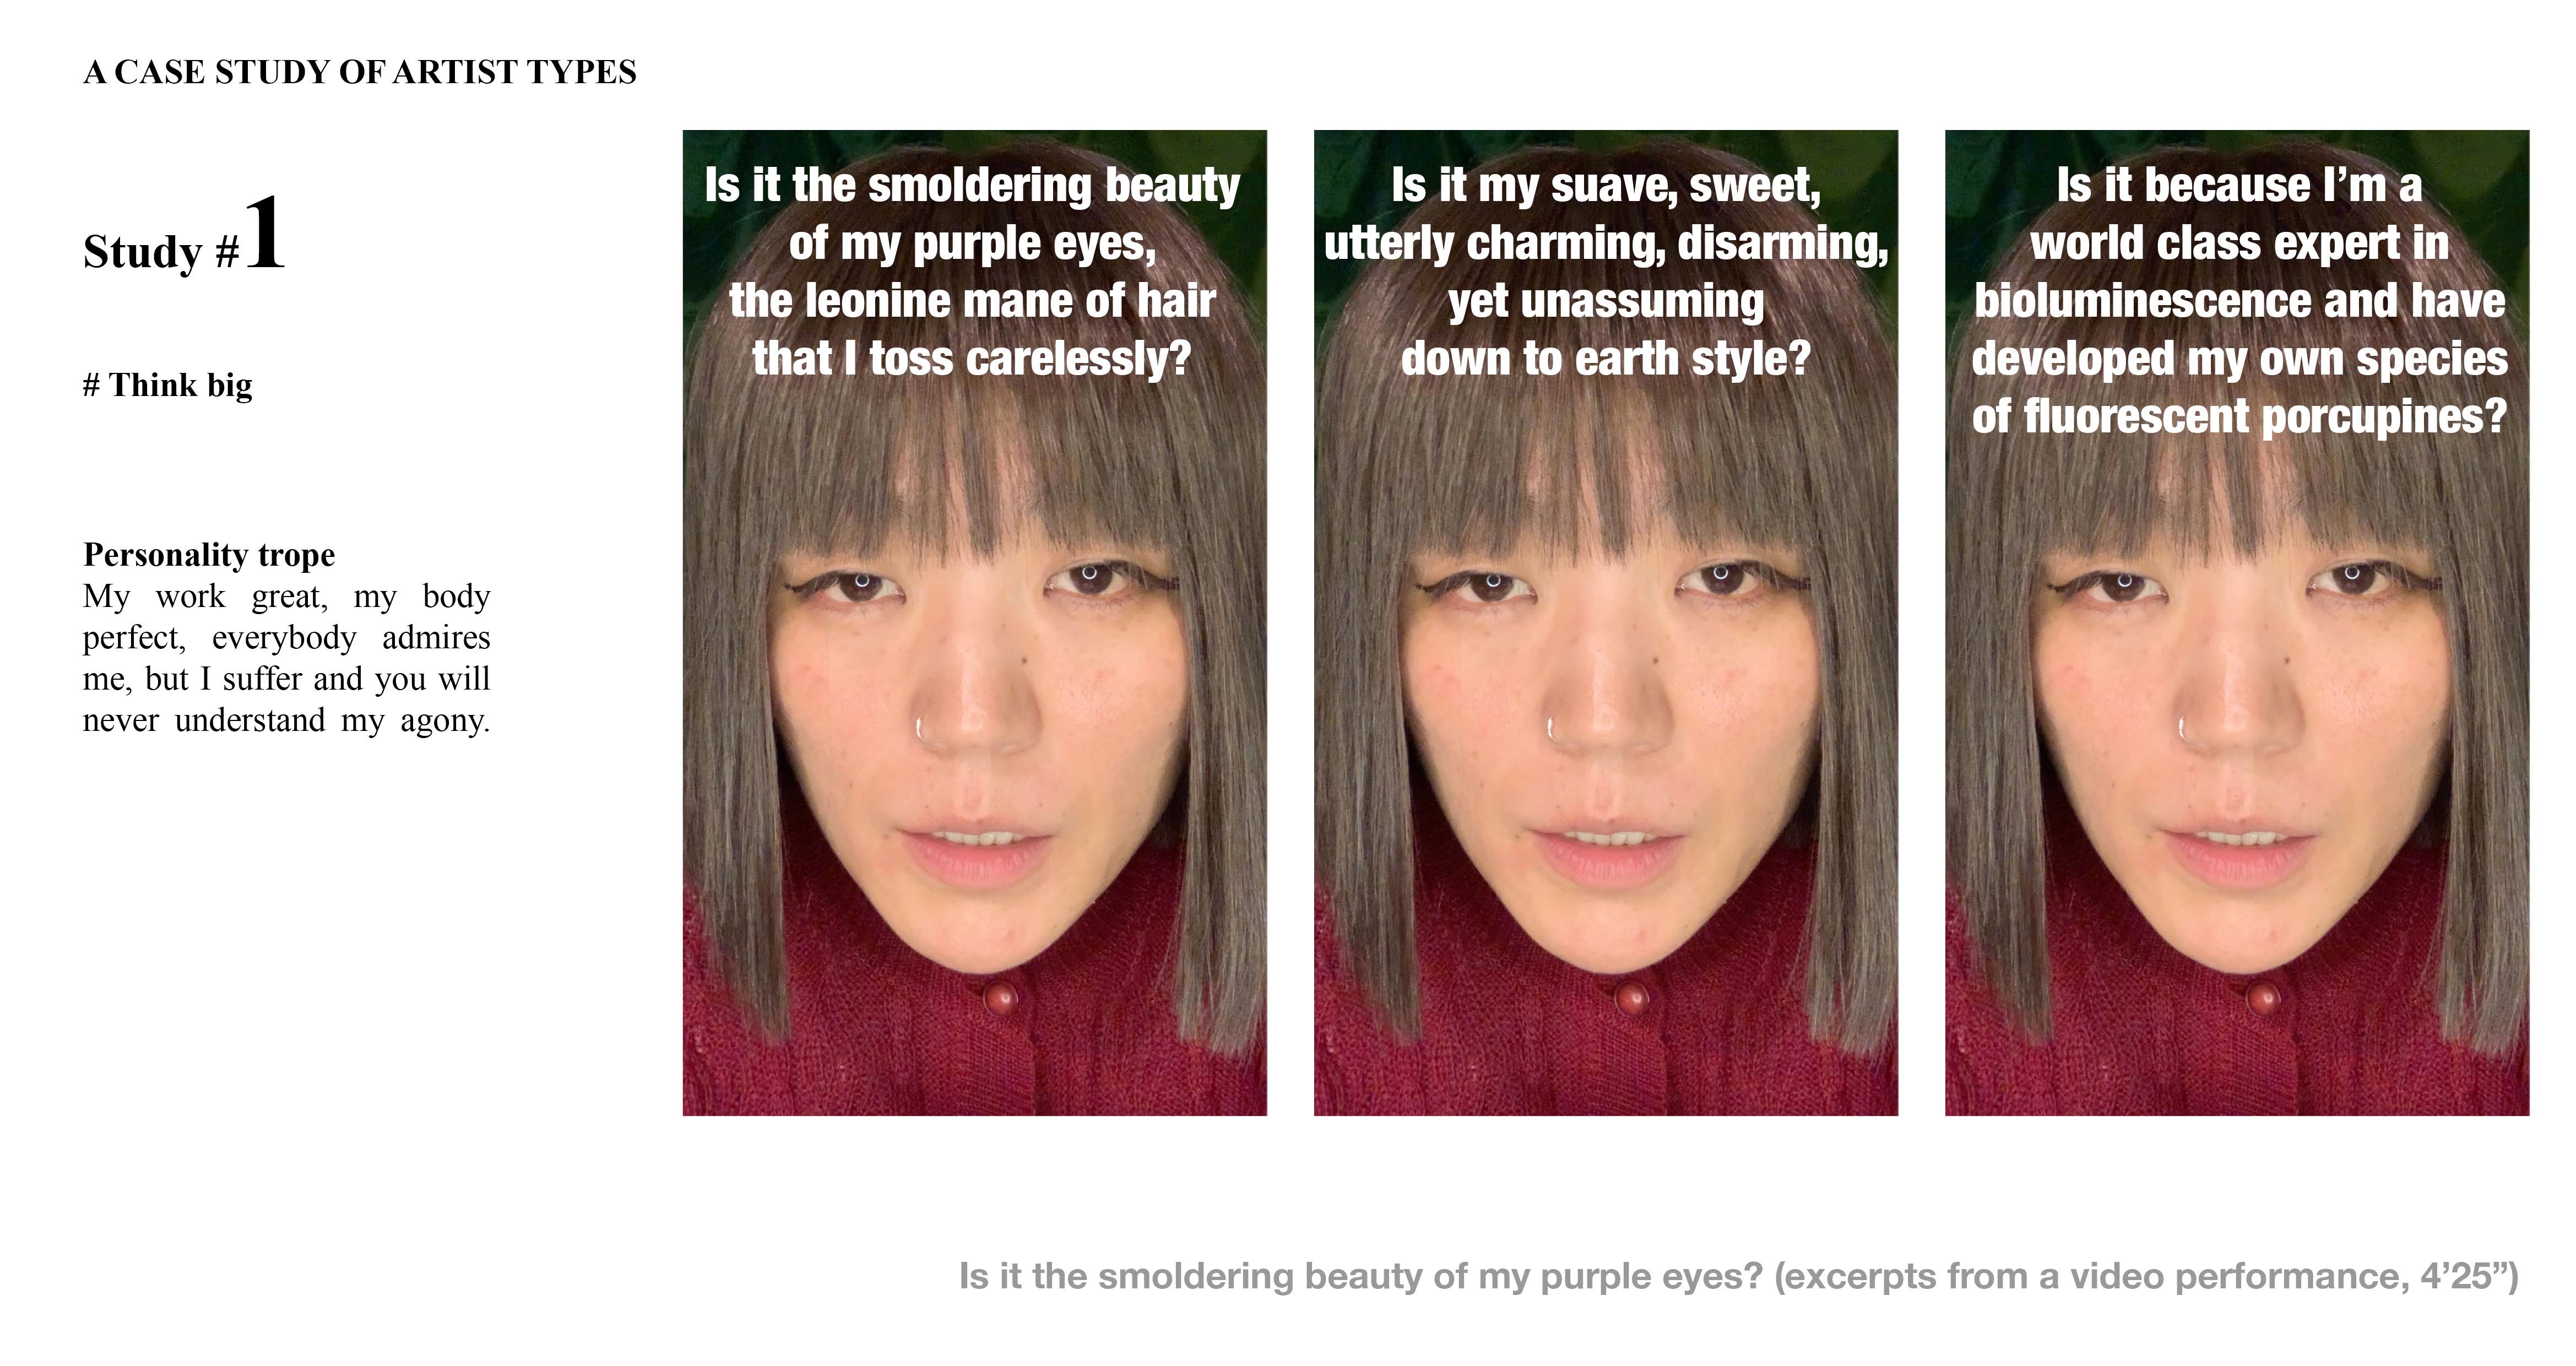 A CASE STUDY OF ARTIST TYPES
Study #1
# Think big
Personality trope
My work great, my body
perfect, everybody admires
me, but I suffer and you will
never understand my agony.
Is it the smoldering beauty
of my purple eyes,
the leonine mane of hair
that I toss carelessly?
Is it my suave, sweet,
utterly charming, disarming,
yet unassuming
down to earth style?
Is it because I’m a
world class expert in
bioluminescence and have
developed my own species
of fluorescent porcupines?
Is it the smoldering beauty of my purple eyes? (excerpts from a video performance, 4’25”)